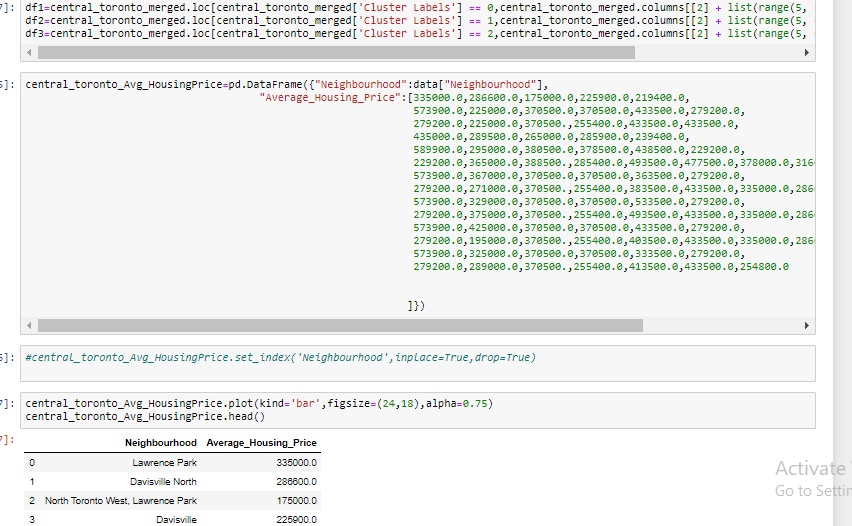 7]: df1=central_toronto_merged.loc[central_toronto_merged['Cluster Labels'] == 0,central_toronto_merged.columns[[2] + list(range(5,
df2=central_toronto_merged.loc[central_toronto_merged['Cluster Labels'] == 1,central_toronto_merged.columns[[2] + list(range(5,
df3=central_toronto_merged.loc[central_toronto_merged['Cluster Labels'] == 2,central_toronto_merged.columns[[2] + list(range(5,
5]: central_toronto_Avg_HousingPrice=pd.DataFrame({"Neighbourhood":data["Neighbourhood"],
"Average_Housing_Price":[335000.0,286600.0,175000.0,225900.0,219400.0,
573900.0,225000.0,370500.0,370500.0,433500.0,279200.0,
279200.0,225000.0,370500.,255400.0,433500.0,433500.0,
435000.0,289500.0,265000.0,285900.0,239400.0,
589900.0,295000.0,380500.0,378500.0,438500.0,229200.0,
229200.0,365000.0,388500.,285400.0,493500.0,477500.0,378000.0,316
573900.0,367000.0,370500.0,370500.0,363500.0,279200.0,
279200.0,271000.0,370500.,255400.0,383500.0,433500.0,335000.0,286
573900.0,329000.0,370500.0,370500.0,533500.0,279200.0,
279200.0,375000.0,370500.,255400.0,493500.0,433500.0,335000.0,286
573900.0,425000.0,370500.0,370500.0,433500.0,279200.0,
279200.0,195000.0,370500.,255400.0,403500.0,433500.0,335000.0,286
573900.0,325000.0,370500.0,370500.0,333500.0,279200.0,
279200.0,289000.0,370500.,255400.0,413500.0,433500.0,254800.0
]})
5]: #central_toronto_Avg_HousingPrice.set_index('Neighbourhood',inplace=True,drop=True)
7]: central_toronto_Avg_HousingPrice.plot(kind='bar',figsize=(24,18),alpha=0.75)
central_toronto_Avg_HousingPrice.head()
7]: Neighbourhood Average_Housing_Price
0 Lawrence Park 335000.0
1 Davisville North 286600.0
2 North Toronto West, Lawrence Park 175000.0
3 Davisville 225900.0
Activate
Go to Settin